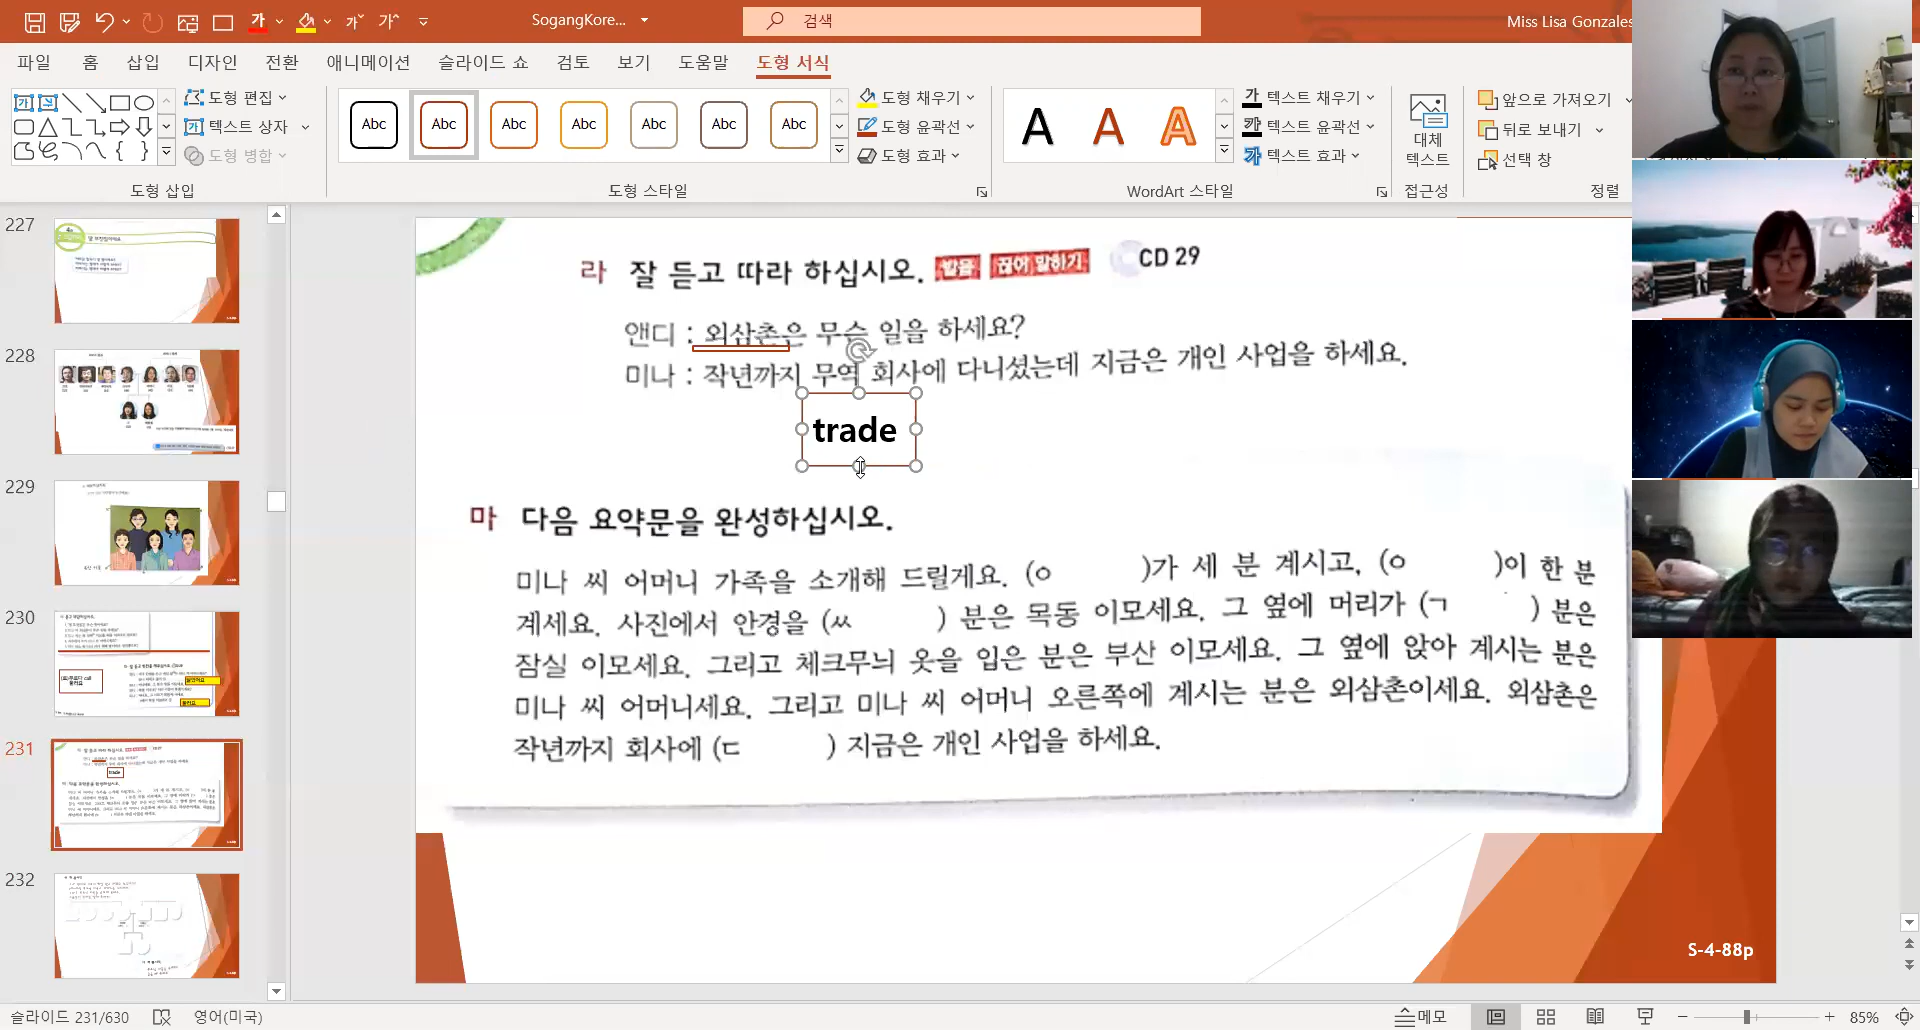 SogangKore...
검색
Miss Lisa Gonzales
파일 홈 삽입 디자인 전환 애니메이션 슬라이드 쇼 검토 보기 도움말 도형 서식
도형 편집
텍스트 상자
도형 병합
도형 삽입
Abc Abc Abc Abc Abc Abc Abc
도형 스타일
도형 채우기
도형 윤곽선
도형 효과
A A A
WordArt 스타일
텍스트 채우기
텍스트 윤곽선
텍스트 효과
대체
텍스트
접근성
앞으로 가져오기
뒤로 보내기
선택 창
정렬
227
228
229
230
231
232
라 잘 듣고 따라 하십시오. 발음 끊어 말하기 CD 29
앤디 : 외삼촌은 무슨 일을 하세요?
미나 : 작년까지 무역 회사에 다니셨는데 지금은 개인 사업을 하세요.
trade
마 다음 요약문을 완성하십시오.
미나 씨 어머니 가족을 소개해 드릴게요. (ㅇ )가 세 분 계시고, (ㅇ )이 한 분
계세요. 사진에서 안경을 (ㅆ ) 분은 목동 이모세요. 그 옆에 머리가 (ㄱ ) 분은
잠실 이모세요. 그리고 체크무늬 옷을 입은 분은 부산 이모세요. 그 옆에 앉아 계시는 분은
미나 씨 어머니세요. 그리고 미나 씨 어머니 오른쪽에 계시는 분은 외삼촌이세요. 외삼촌은
작년까지 회사에 (ㄷ ) 지금은 개인 사업을 하세요.
S-4-88p
슬라이드 231/630 영어(미국)
메모
85%